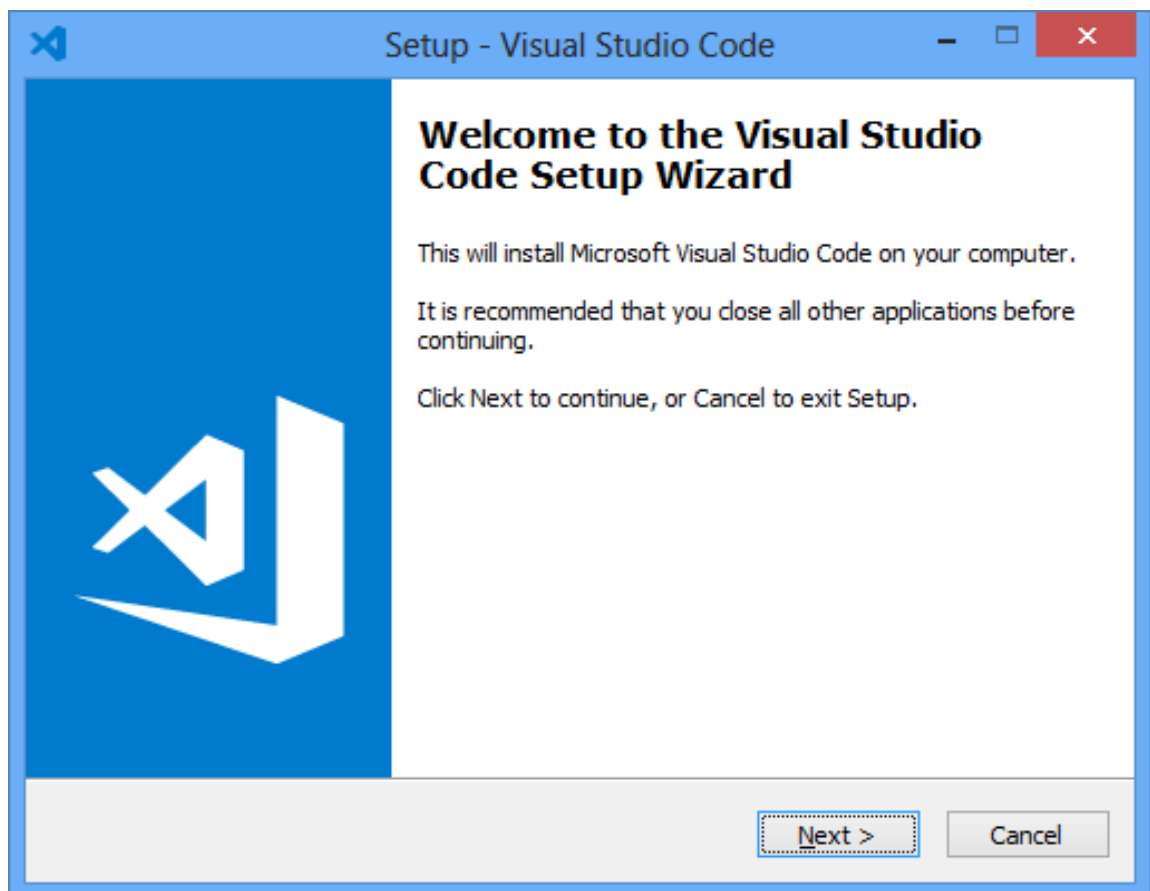 Setup - Visual Studio Code
Welcome to the Visual Studio
Code Setup Wizard
This will install Microsoft Visual Studio Code on your computer.
It is recommended that you close all other applications before
continuing.
Click Next to continue, or Cancel to exit Setup.
Next >
Cancel